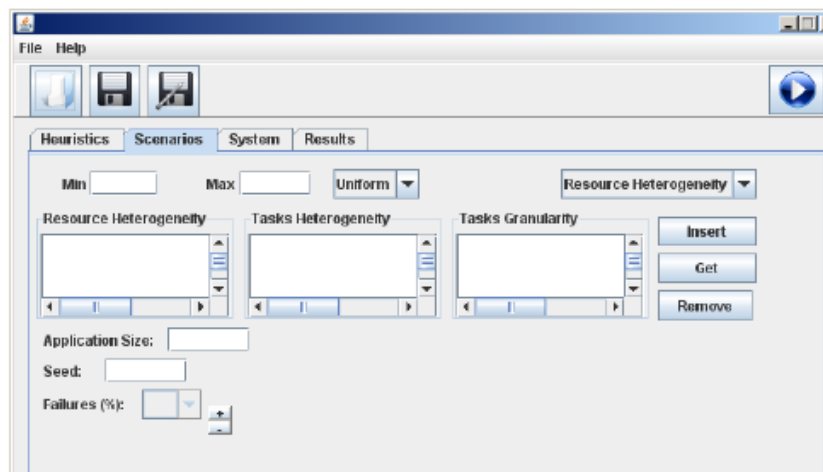 File Help
Heuristics Scenarios System Results
Min Max Uniform Resource Heterogeneity
Resource Heterogeneity Tasks Heterogeneity Tasks Granularity
Insert
Get
Remove
Application Size:
Seed:
Failures (%):
+
-